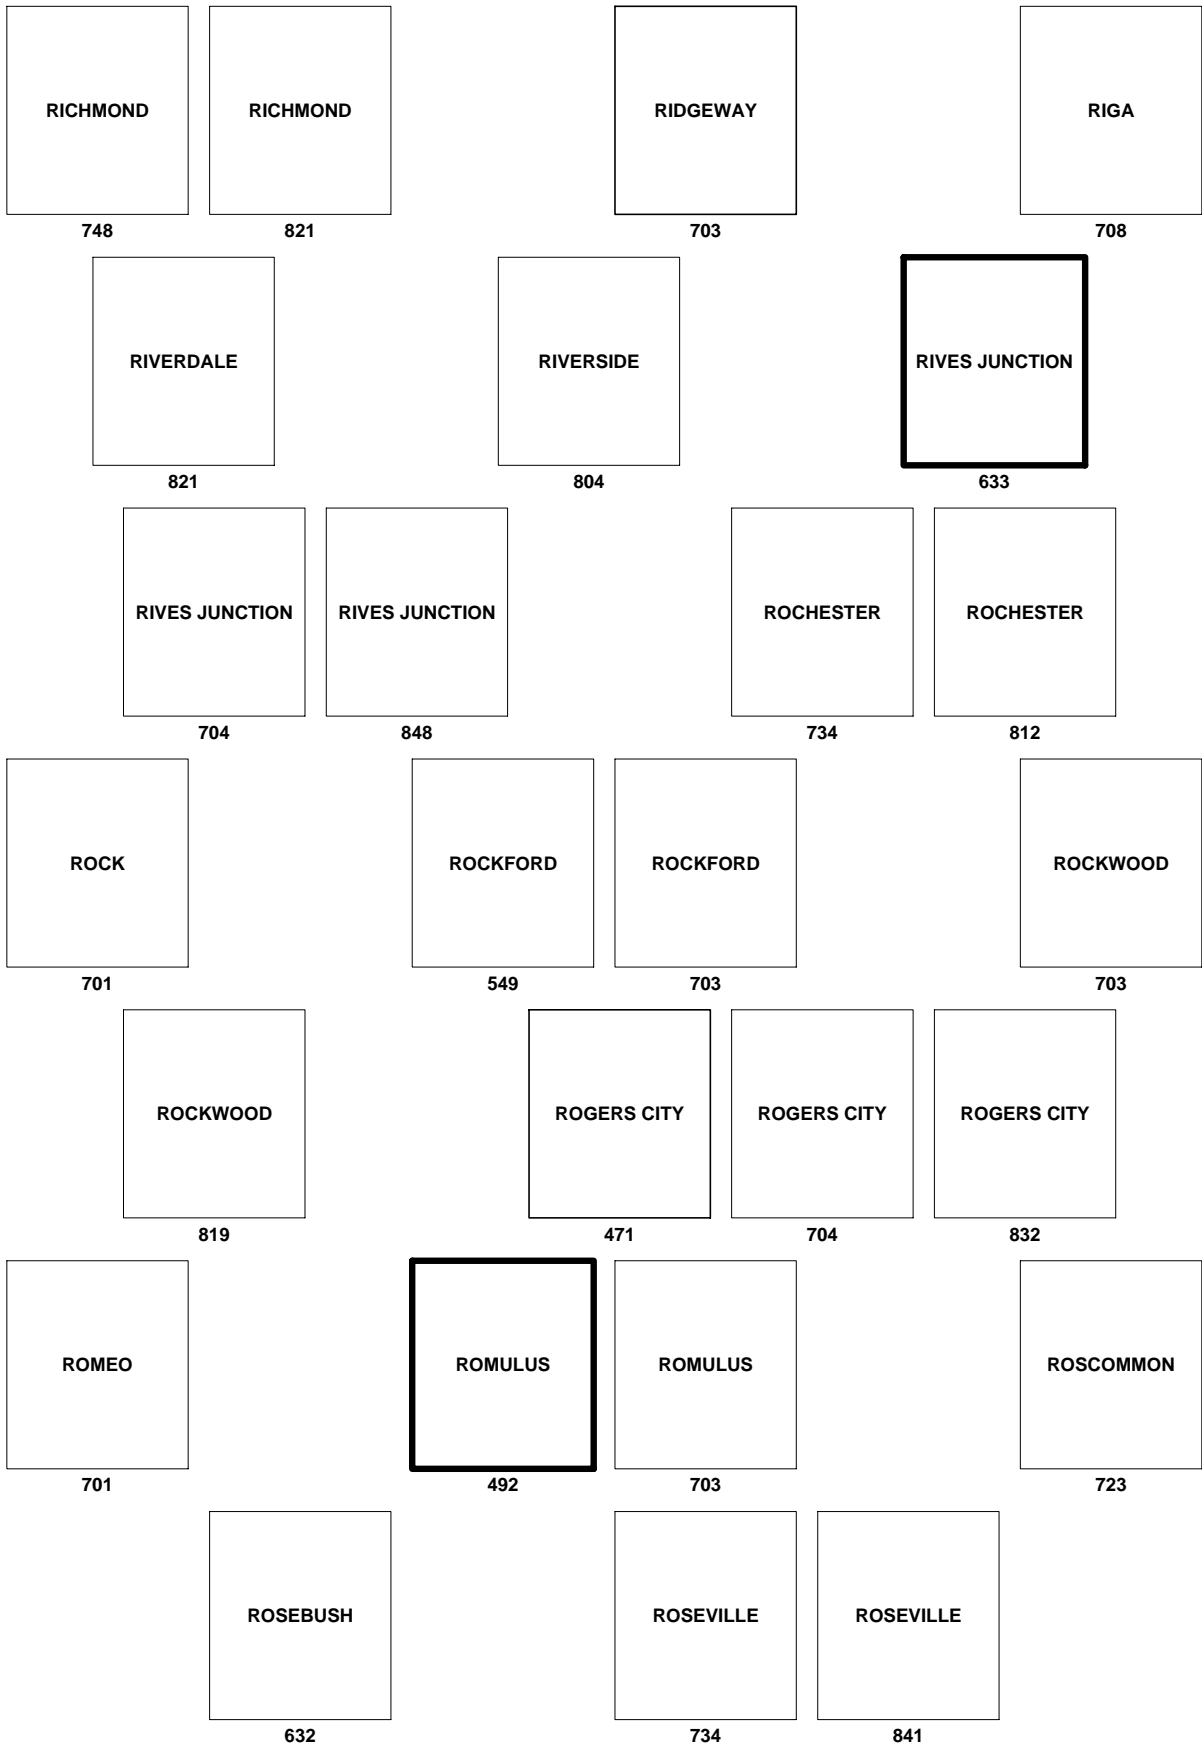 RICHMOND RICHMOND RIDGEWAY RIGA
748 821 703 708
RIVERDALE RIVERSIDE RIVES JUNCTION
821 804 633
RIVES JUNCTION RIVES JUNCTION ROCHESTER ROCHESTER
704 848 734 812
ROCK ROCKFORD ROCKFORD ROCKWOOD
701 549 703 703
ROCKWOOD ROGERS CITY ROGERS CITY ROGERS CITY
819 471 704 832
ROMEO ROMULUS ROMULUS ROSCOMMON
701 492 703 723
ROSEBUSH ROSEVILLE ROSEVILLE
632 734 841